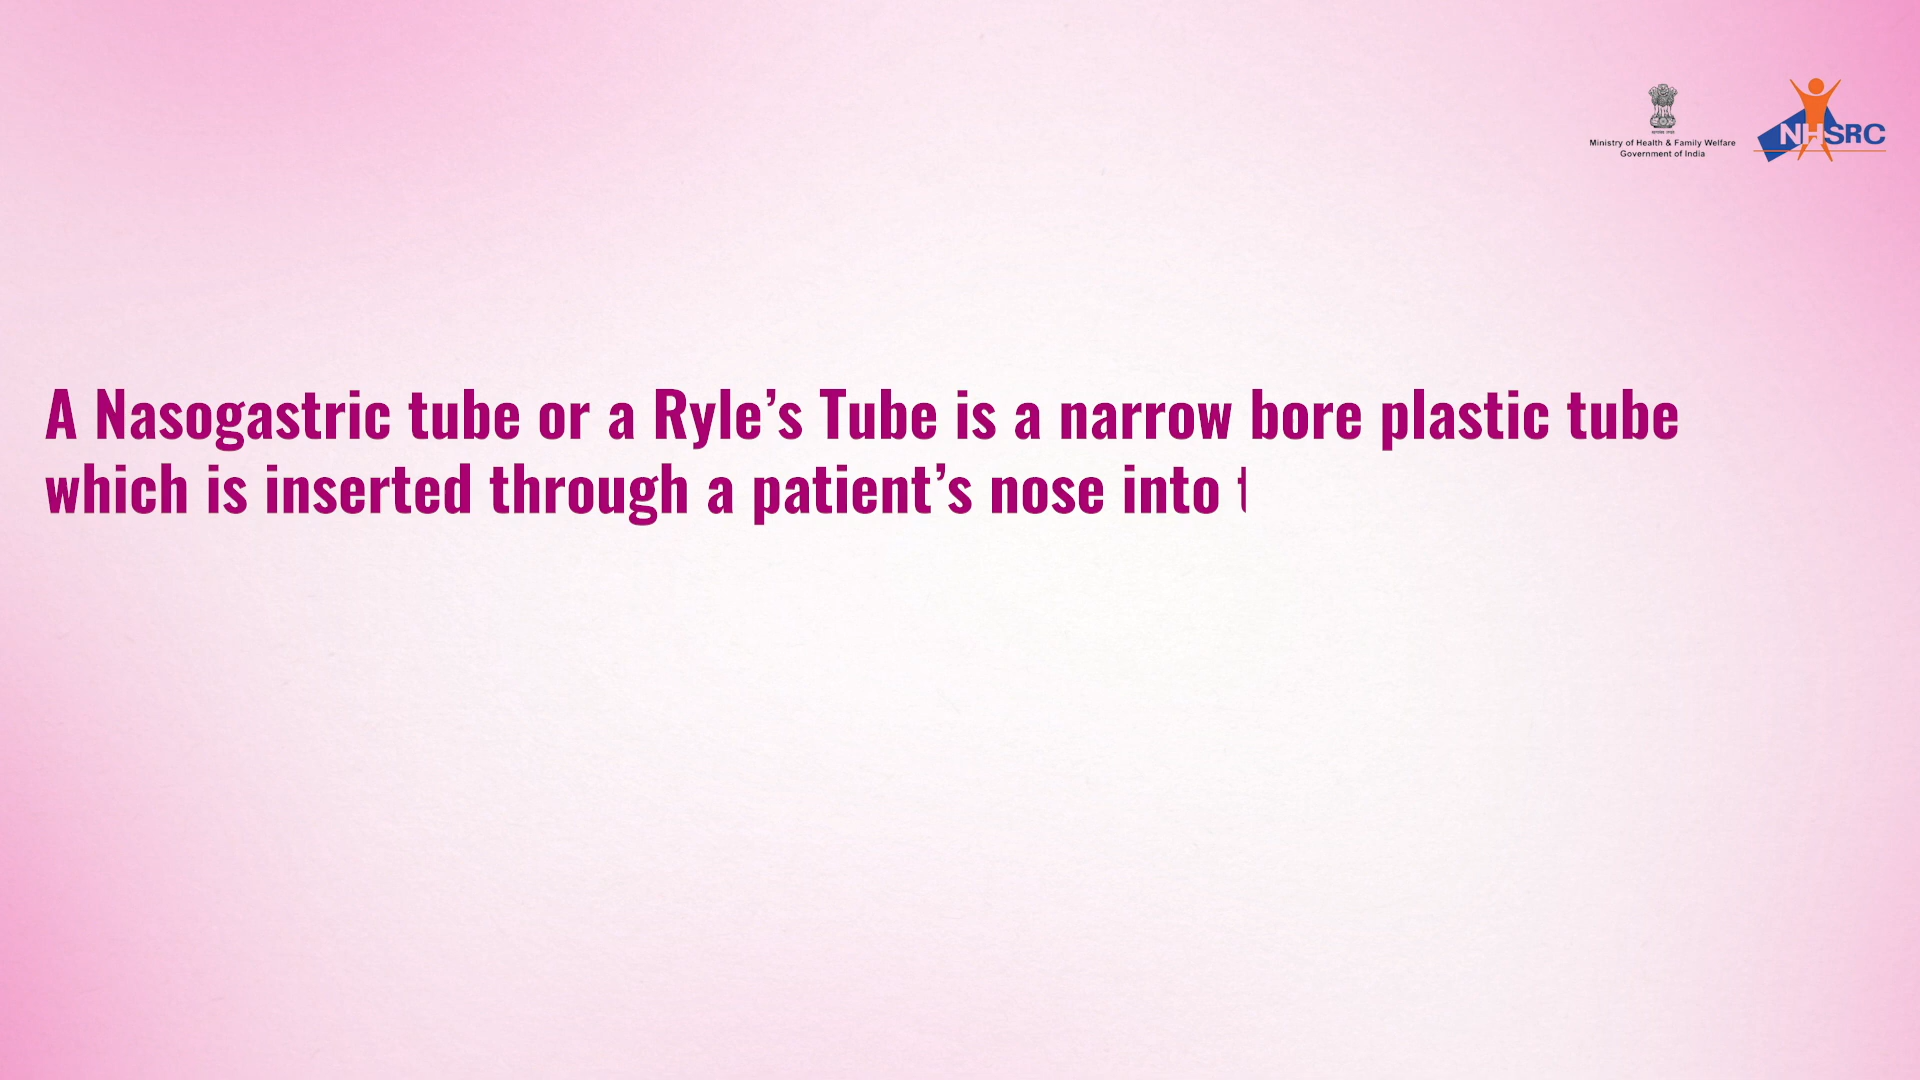 Ministry of Health & Family Welfare
Government of India
NHSRC
A Nasogastric tube or a Ryle’s Tube is a narrow bore plastic tube
which is inserted through a patient’s nose into t